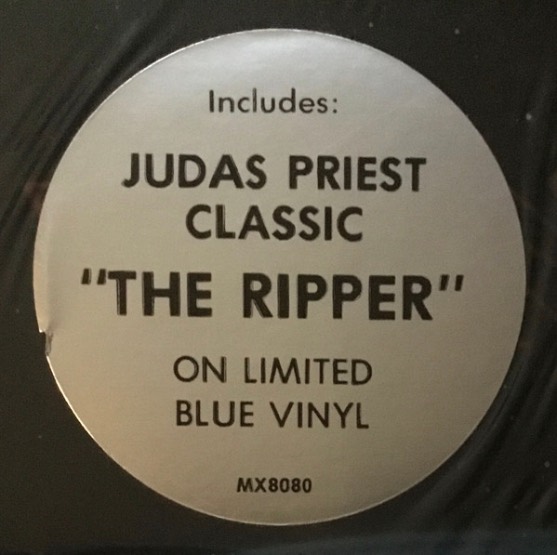 Includes:
JUDAS PRIEST
CLASSIC
"THE RIPPER"
ON LIMITED
BLUE VINYL
MX8080